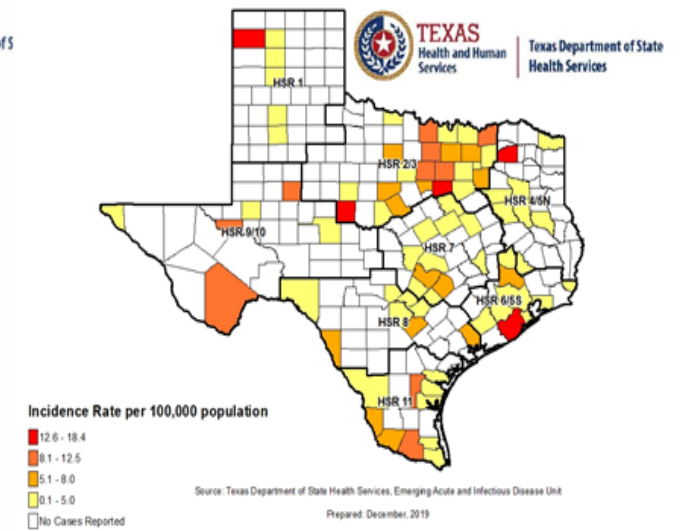 of S
TEXAS
Health and Human
Services
Texas Department of State
Health Services
HSR 1
HSR 2/3
HSR 4/5N
HSR 9/10
HSR 7
HSR 6/5S
HSR 8
HSR 11
Incidence Rate per 100,000 population
12.6 - 18.4
8.1 - 12.5
5.1 - 8.0
0.1 - 5.0
No Cases Reported
Source: Texas Department of State Health Services, Emerging Acute and Infectious Disease Unit
Prepared: December, 2019